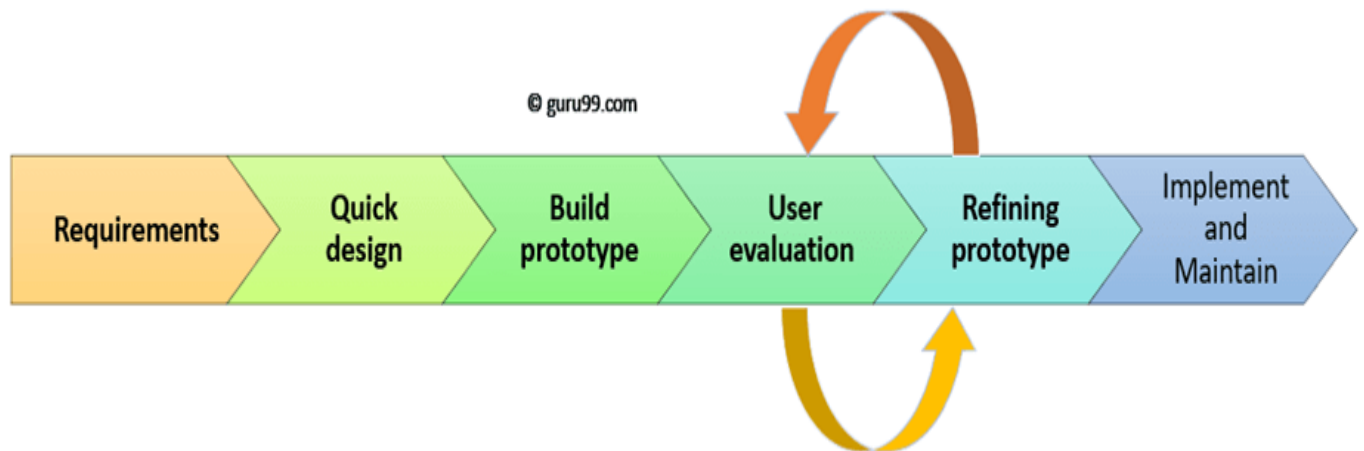 © guru99.com
Requirements
Quick
design
Build
prototype
User
evaluation
Refining
prototype
Implement
and
Maintain